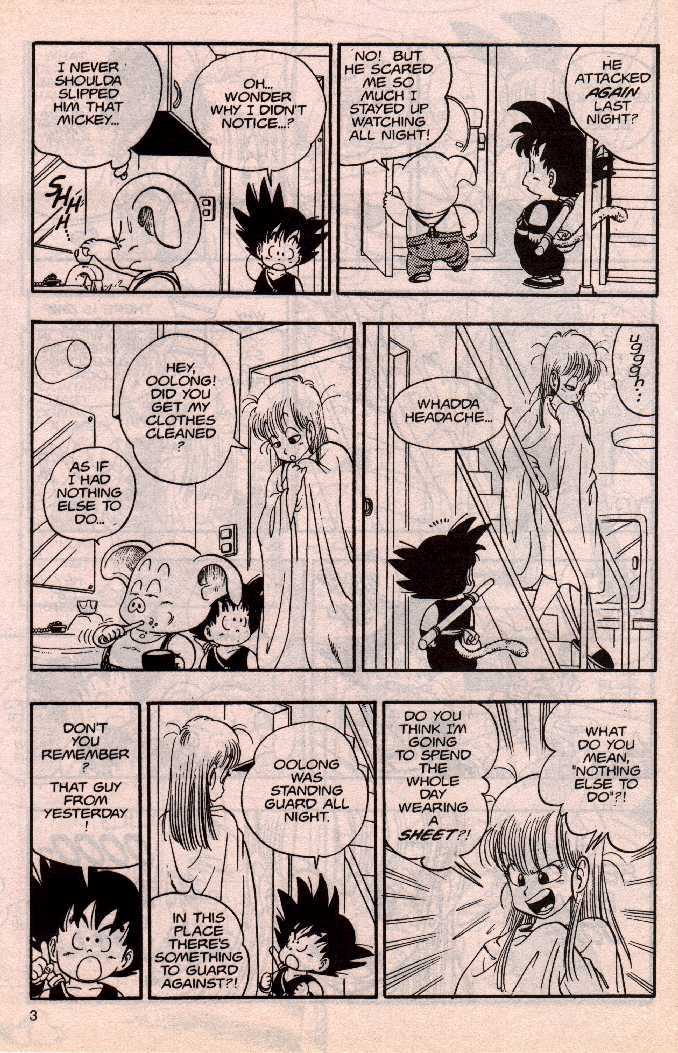 HE
ATTACKED
AGAIN
LAST
NIGHT?
NO! BUT
HE SCARED
ME SO
MUCH I
STAYED UP
WATCHING
ALL NIGHT!
OH...
WONDER
WHY I DIDN'T
NOTICE...?
I NEVER
SHOULDA
SLIPPED
HIM THAT
MICKEY...
SHHH
ugggh...
WHADDA
HEADACHE...
HEY,
OOLONG!
DID YOU
GET MY
CLOTHES
CLEANED
?
AS IF
I HAD
NOTHING
ELSE TO
DO...
WHAT
DO YOU
MEAN,
"NOTHING
ELSE TO
DO"?!
DO YOU
THINK I'M
GOING
TO SPEND
THE
WHOLE
DAY
WEARING
A
SHEET?!
OOLONG
WAS
STANDING
GUARD ALL
NIGHT.
IN THIS
PLACE
THERE'S
SOMETHING
TO GUARD
AGAINST?!
DON'T
YOU
REMEMBER
?
THAT GUY
FROM
YESTERDAY
!
3